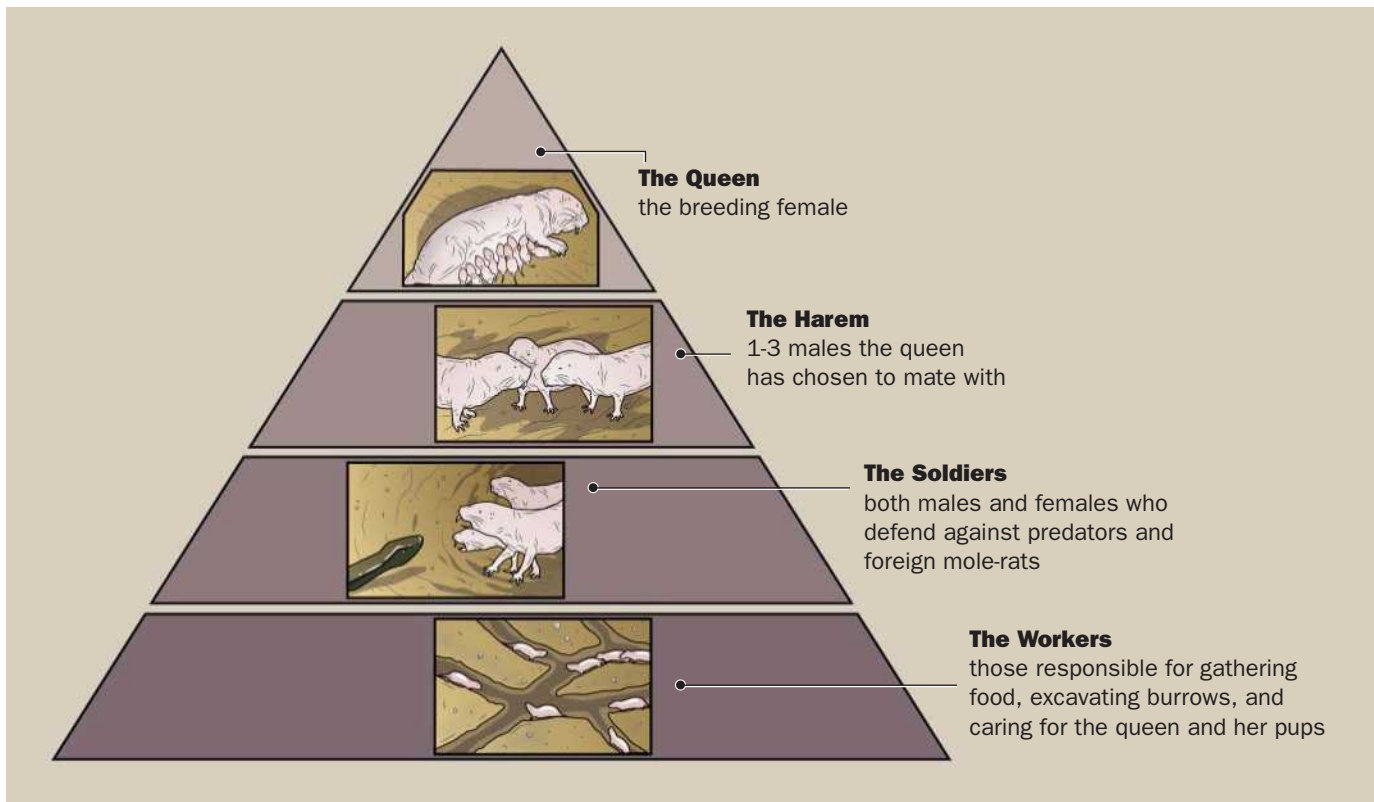 The Queen
the breeding female
The Harem
1-3 males the queen
has chosen to mate with
The Soldiers
both males and females who
defend against predators and
foreign mole-rats
The Workers
those responsible for gathering
food, excavating burrows, and
caring for the queen and her pups